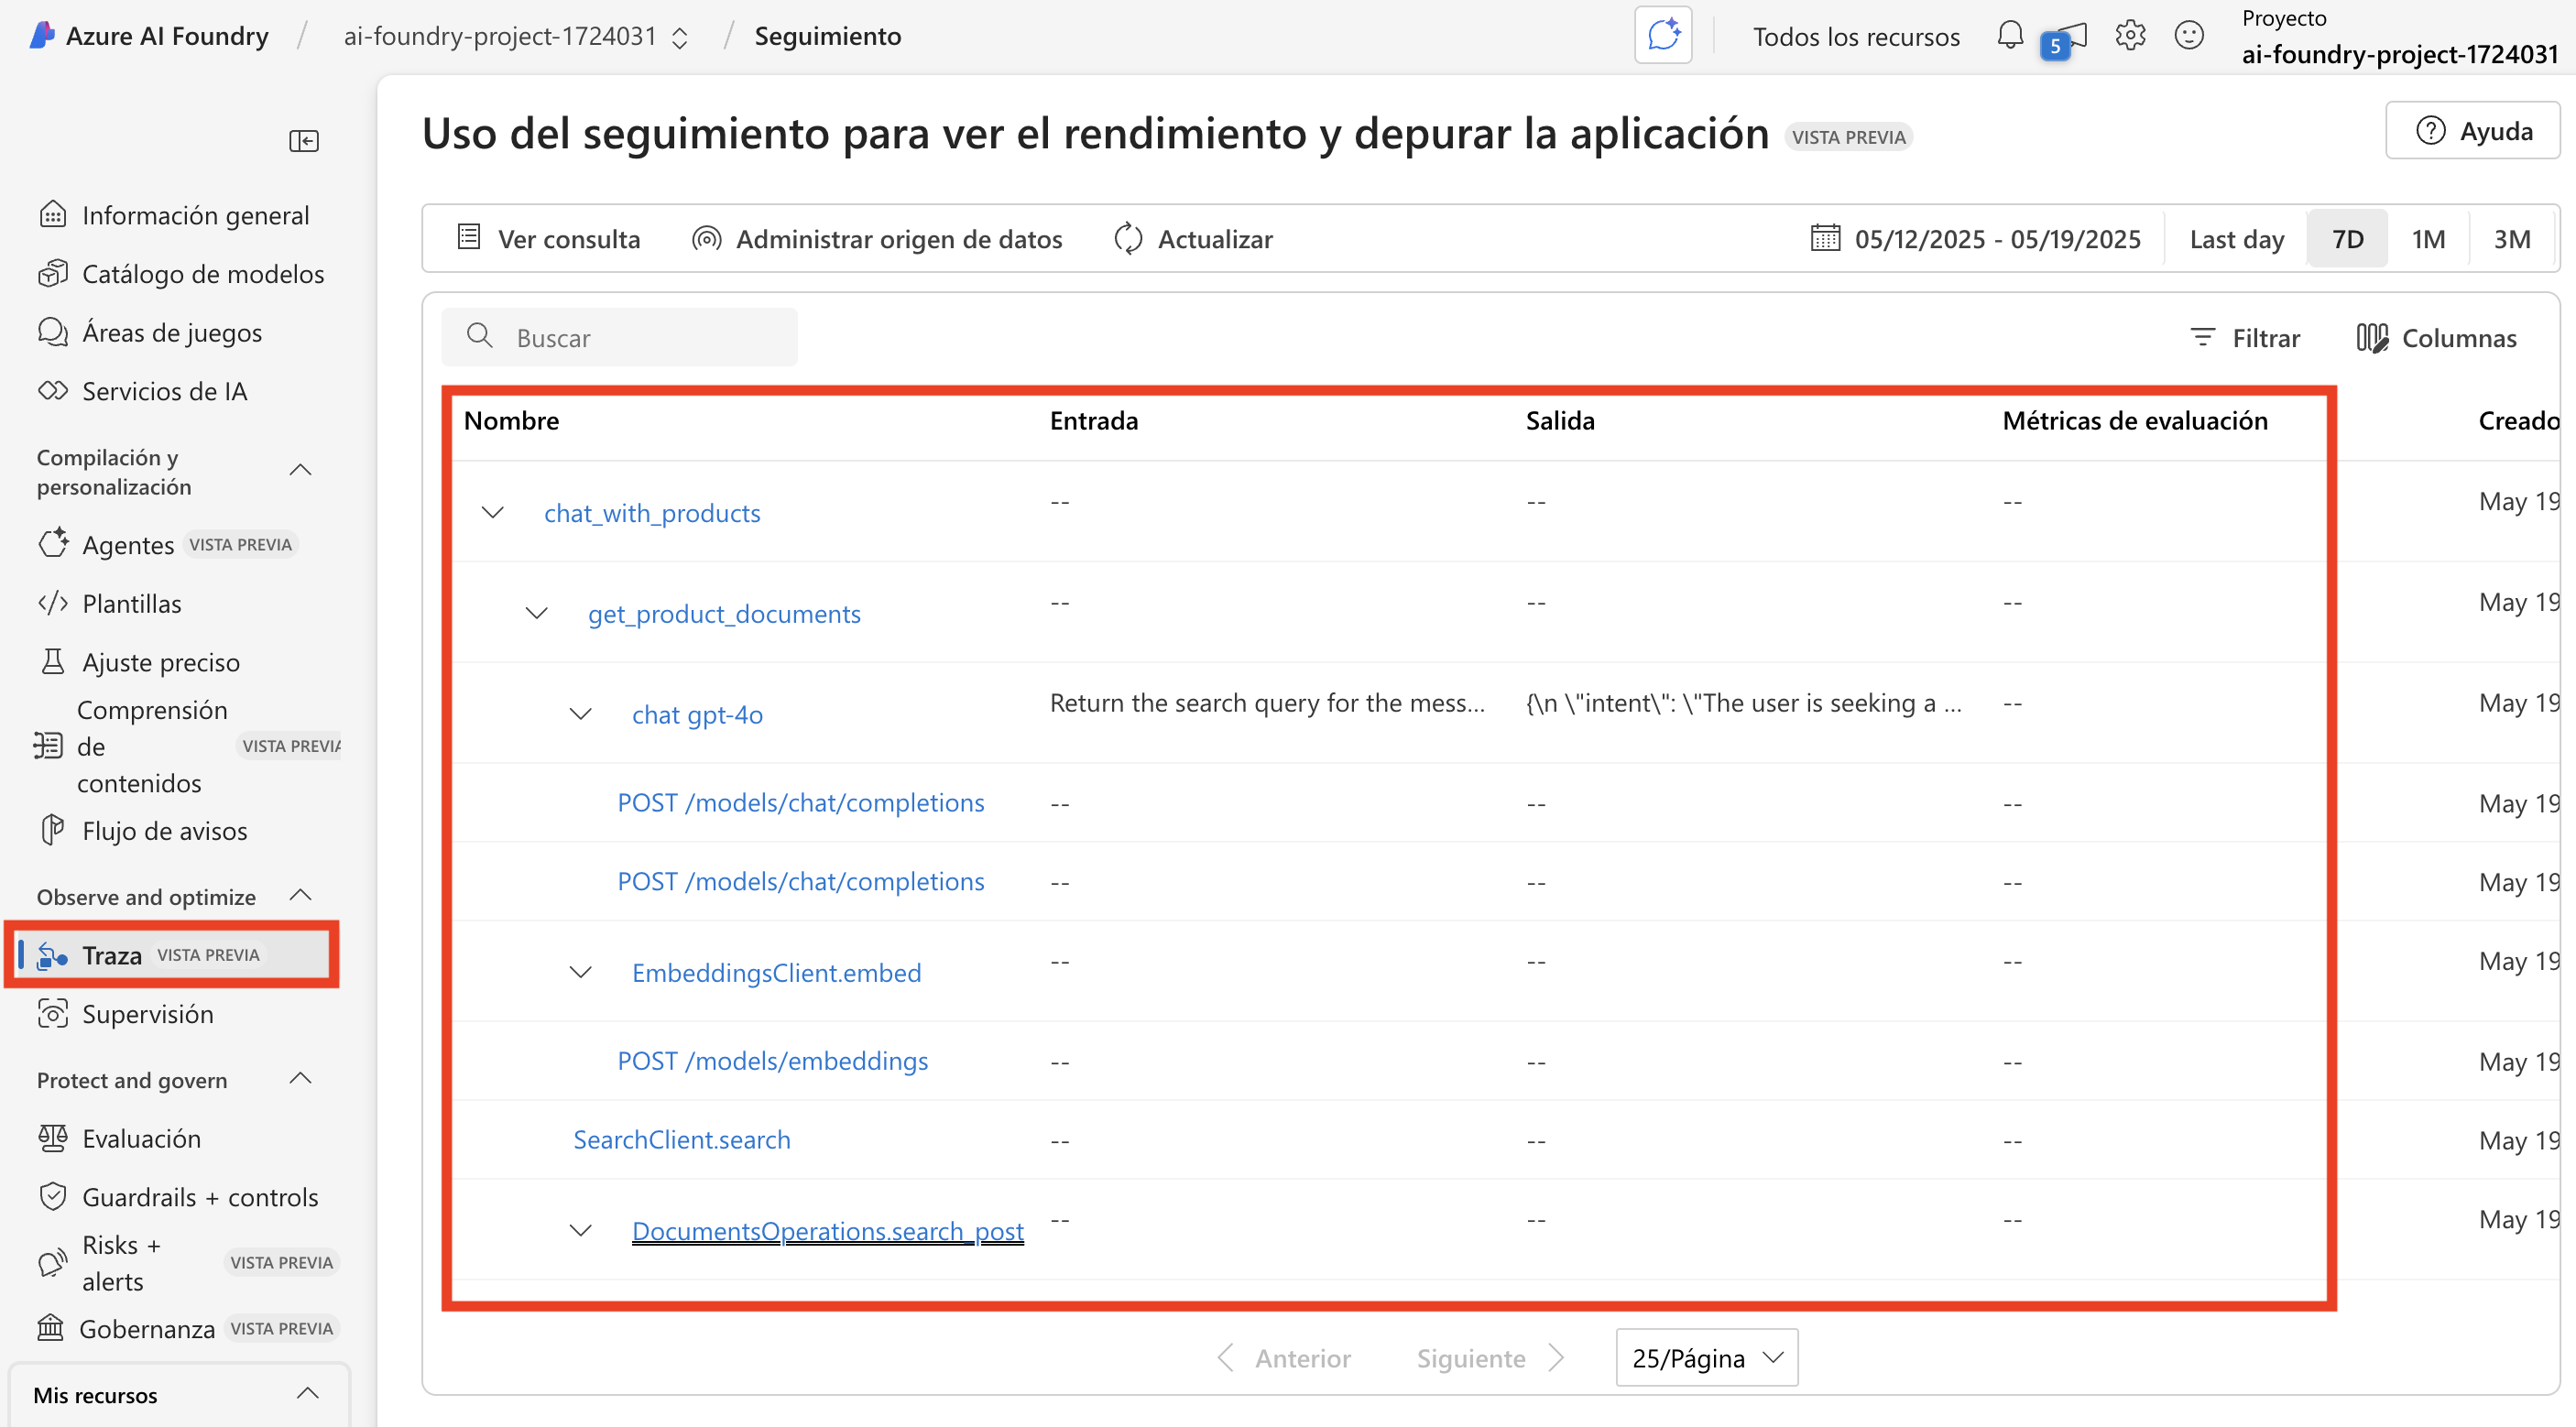 Azure AI Foundry / ai-foundry-project-1724031 / Seguimiento
Todos los recursos
5
Proyecto
ai-foundry-project-1724031
Información general
Catálogo de modelos
Áreas de juegos
Servicios de IA
Compilación y
personalización
Agentes VISTA PREVIA
Plantillas
Ajuste preciso
Comprensión
de VISTA PREVIA
contenidos
Flujo de avisos
Observe and optimize
Traza VISTA PREVIA
Supervisión
Protect and govern
Evaluación
Guardrails + controls
Risks +
alerts VISTA PREVIA
Gobernanza VISTA PREVIA
Mis recursos
Uso del seguimiento para ver el rendimiento y depurar la aplicación VISTA PREVIA
Ayuda
Ver consulta Administrar origen de datos Actualizar 05/12/2025 - 05/19/2025 Last day 7D 1M 3M
Buscar Filtrar Columnas
Nombre Entrada Salida Métricas de evaluación Creado
chat_with_products -- -- -- May 19
get_product_documents -- -- -- May 19
chat gpt-4o Return the search query for the mess... {\n \"intent\": \"The user is seeking a ... -- May 19
POST /models/chat/completions -- -- -- May 19
POST /models/chat/completions -- -- -- May 19
EmbeddingsClient.embed -- -- -- May 19
POST /models/embeddings -- -- -- May 19
SearchClient.search -- -- -- May 19
DocumentsOperations.search_post -- -- -- May 19
Anterior Siguiente 25/Página